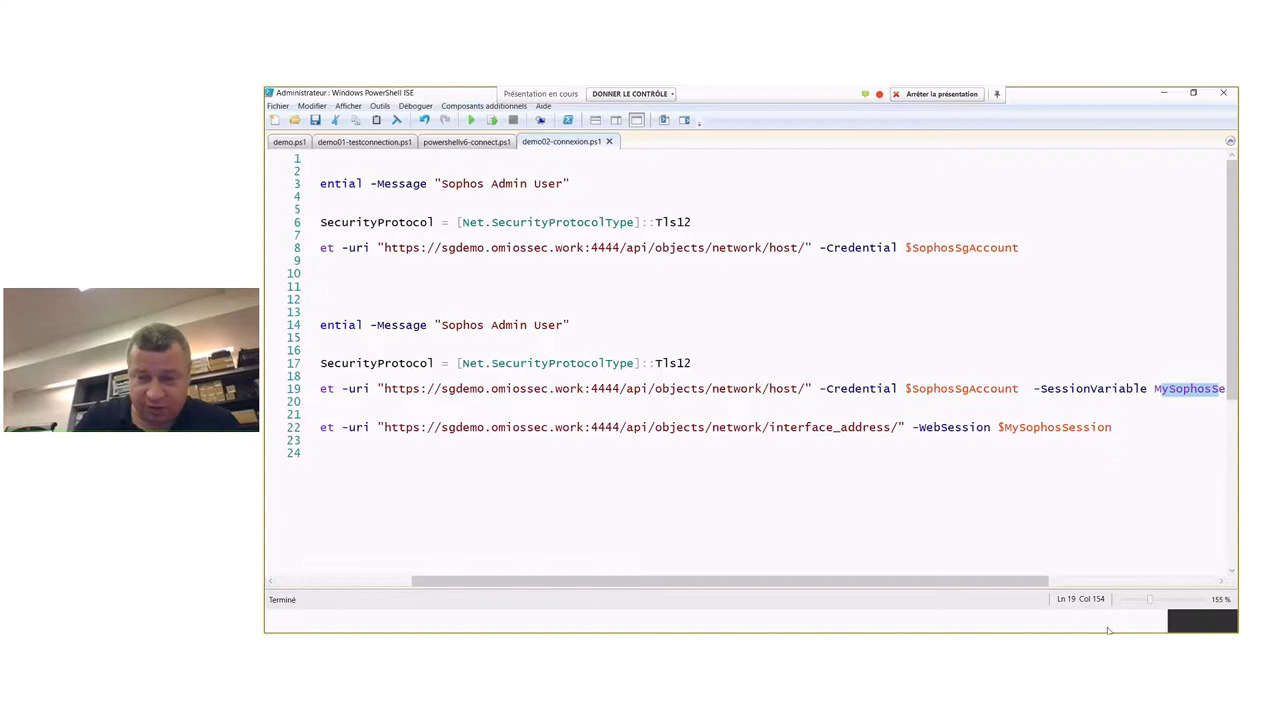 Administrateur : Windows PowerShell ISE
Présentation en cours
DONNER LE CONTRÔLE
Arrêter la présentation
Fichier Modifier Afficher Outils Déboguer Composants additionnels Aide
demo.ps1 demo01-testconnection.ps1 powershellv6-connect.ps1 demo02-connexion.ps1
1
2
3 ential -Message "Sophos Admin User"
4
5
6 SecurityProtocol = [Net.SecurityProtocolType]::Tls12
7
8 et -uri "https://sgdemo.omiossec.work:4444/api/objects/network/host/" -Credential $SophosSgAccount
9
10
11
12
13
14 ential -Message "Sophos Admin User"
15
16
17 SecurityProtocol = [Net.SecurityProtocolType]::Tls12
18
19 et -uri "https://sgdemo.omiossec.work:4444/api/objects/network/host/" -Credential $SophosSgAccount -SessionVariable MySophosSe
20
21
22 et -uri "https://sgdemo.omiossec.work:4444/api/objects/network/interface_address/" -WebSession $MySophosSession
23
24
Terminé
Ln 19 Col 154
155 %